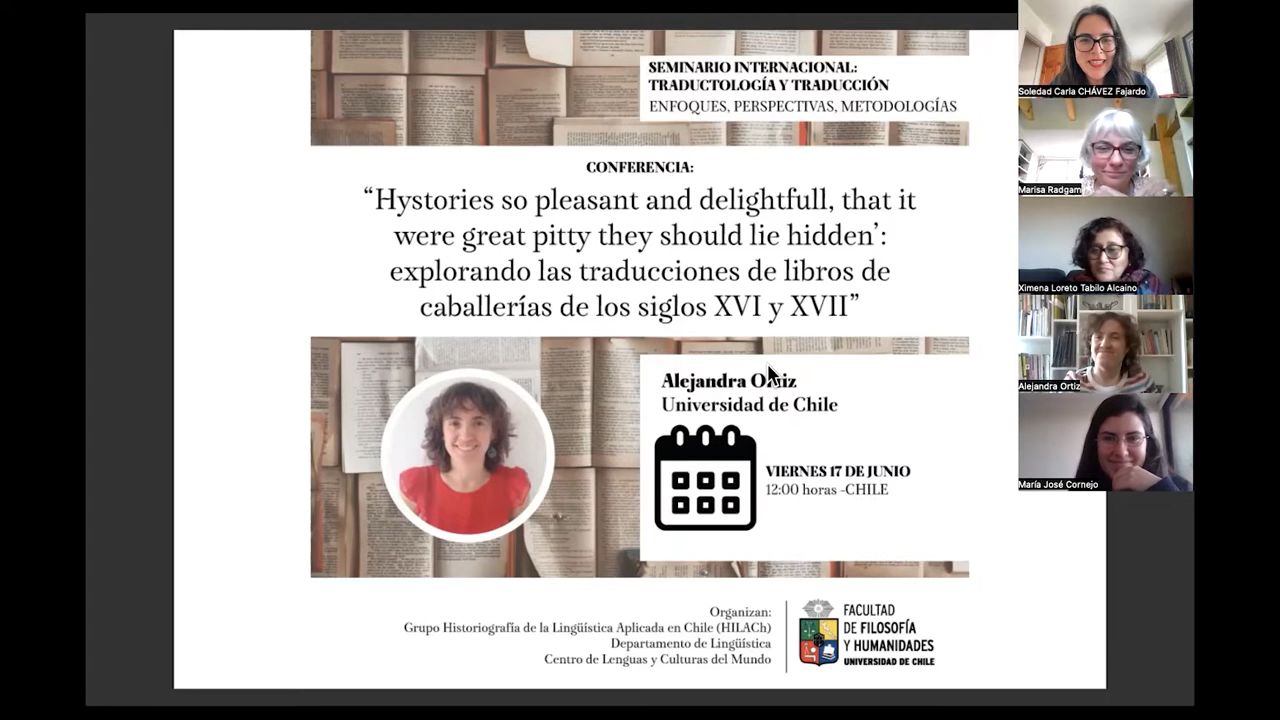 SEMINARIO INTERNACIONAL:
TRADUCTOLOGÍA Y TRADUCCIÓN
ENFOQUES, PERSPECTIVAS, METODOLOGÍAS
CONFERENCIA:
“Hystories so pleasant and delightfull, that it
were great pitty they should lie hidden’:
explorando las traducciones de libros de
caballerías de los siglos XVI y XVII”
Alejandra Ortiz
Universidad de Chile
VIERNES 17 DE JUNIO
12:00 horas -CHILE
Organizan:
Grupo Historiografía de la Lingüística Aplicada en Chile (HILACh)
Departamento de Lingüística
Centro de Lenguas y Culturas del Mundo
FACULTAD
DE FILOSOFÍA
Y HUMANIDADES
UNIVERSIDAD DE CHILE
Soledad Carla CHÁVEZ Fajardo
Marisa Radgam
Ximena Loreto Tabilo Alcaino
Alejandra Ortiz
María José Cornejo